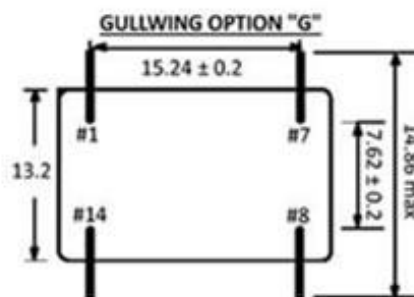 GULLWING OPTION "G"
15.24 ± 0.2
#1
#7
13.2
7.62 ± 0.2
14.86 max
#14
#8